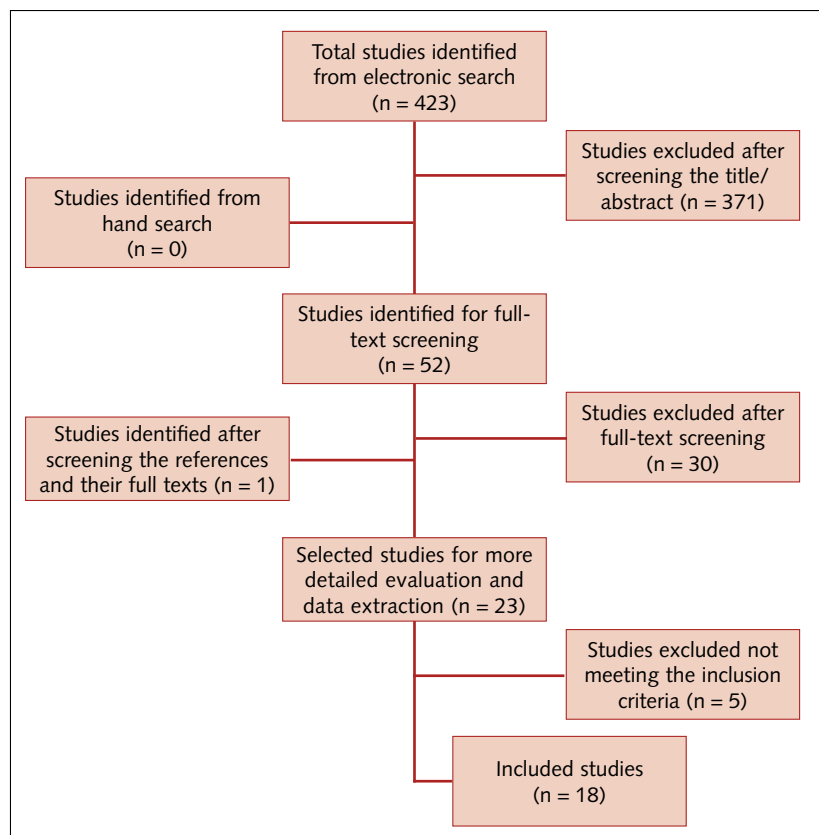 Total studies identified
from electronic search
(n = 423)
Studies excluded after
screening the title/
abstract (n = 371)
Studies identified from
hand search
(n = 0)
Studies identified for full-
text screening
(n = 52)
Studies excluded after
full-text screening
(n = 30)
Studies identified after
screening the references
and their full texts (n = 1)
Selected studies for more
detailed evaluation and
data extraction (n = 23)
Studies excluded not
meeting the inclusion
criteria (n = 5)
Included studies
(n = 18)